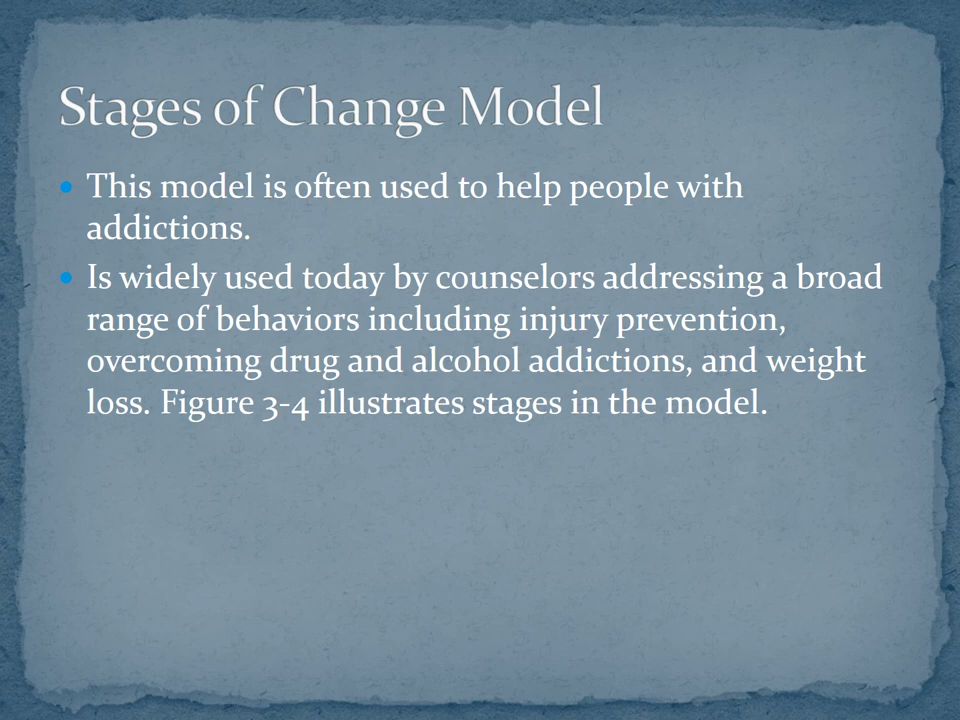 Stages of Change Model
• This model is often used to help people with
addictions.
• Is widely used today by counselors addressing a broad
range of behaviors including injury prevention,
overcoming drug and alcohol addictions, and weight
loss. Figure 3-4 illustrates stages in the model.